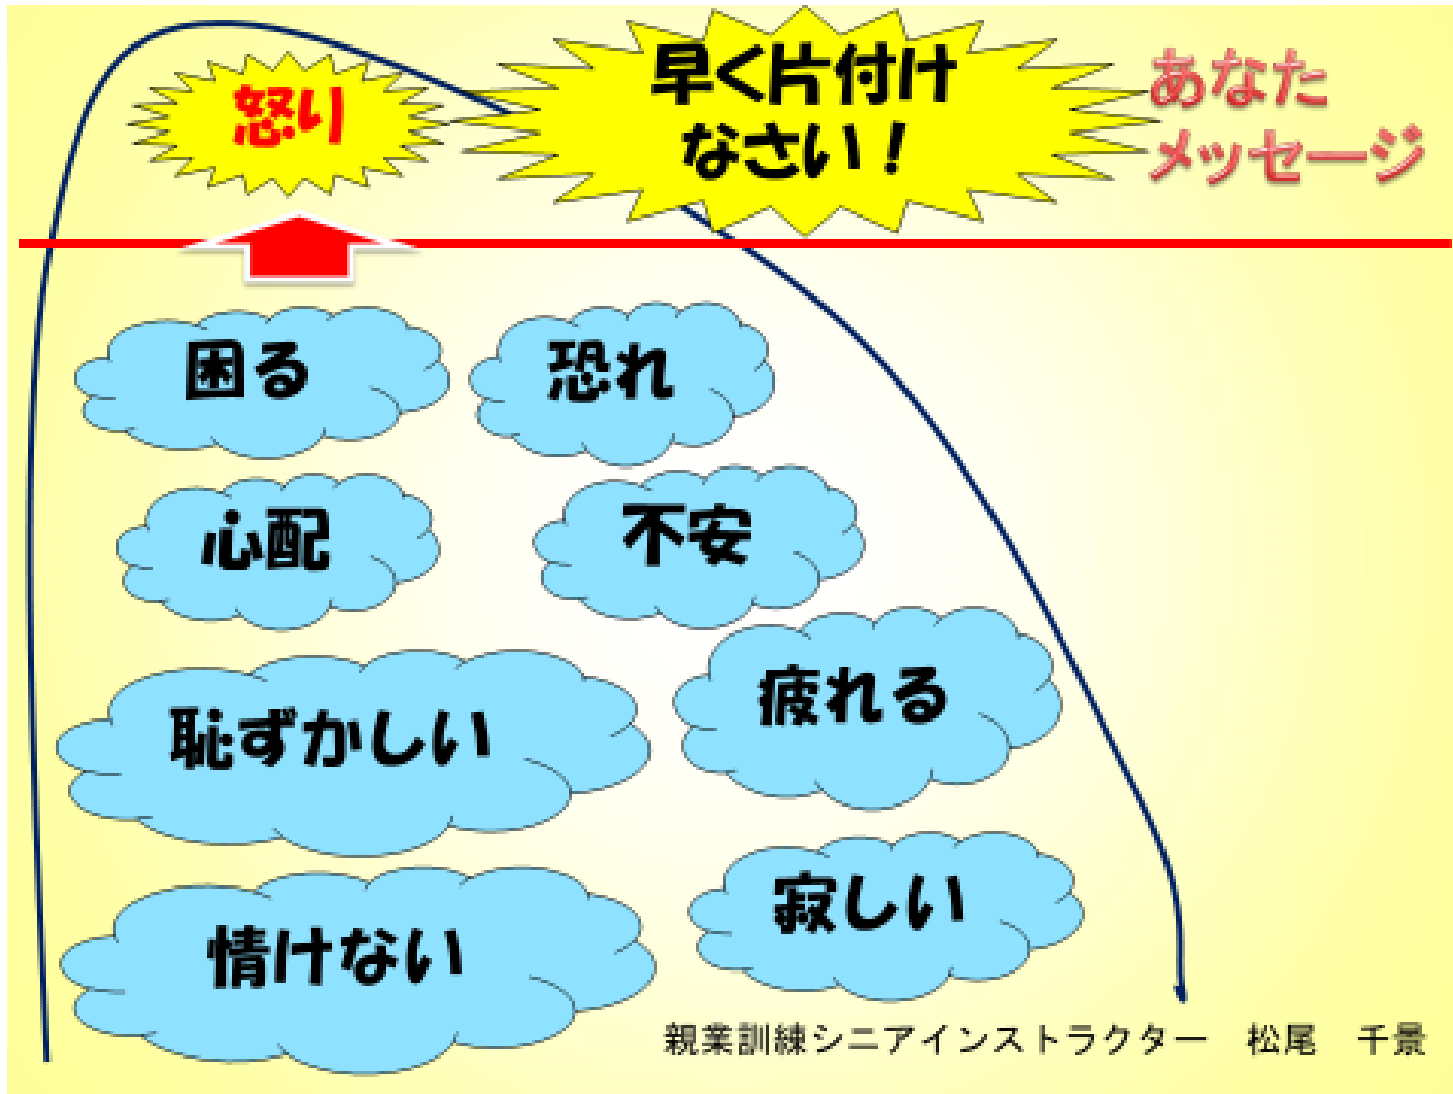 怒り
早く片付け
なさい！
あなた
メッセージ
困る
恐れ
心配
不安
恥ずかしい
疲れる
情けない
寂しい
親業訓練シニアインストラクター　松尾　千景